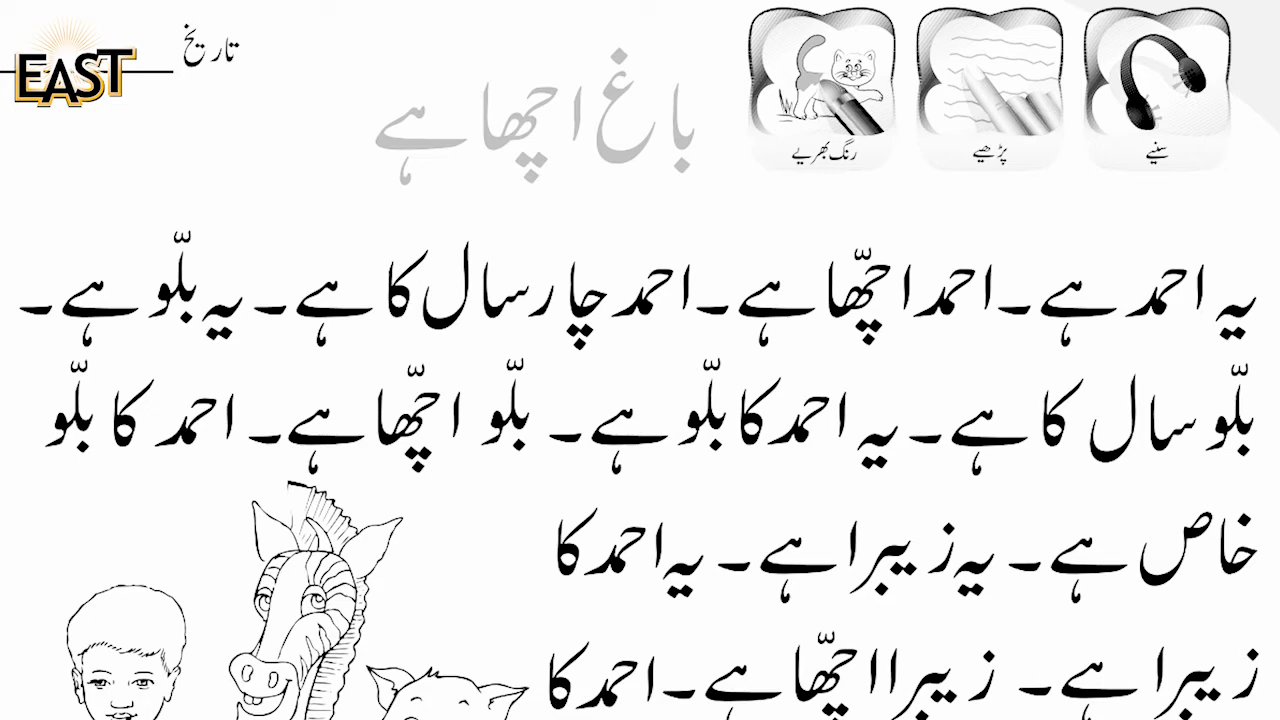 EAST
تاریخ
باغ اچھا ہے
سنیے
پڑھیے
رنگ بھریے
یہ احمد ہے۔ احمد اچّھا ہے۔ احمد چار سال کا ہے۔ یہ بلّو ہے۔
بلّو سال کا ہے۔ یہ احمد کا بلّو ہے۔ بلّو اچّھا ہے۔ احمد کا بلّو
خاص ہے۔ یہ زیبرا ہے۔ یہ احمد کا
زیبرا ہے۔ زیبرا اچّھا ہے۔ احمد کا